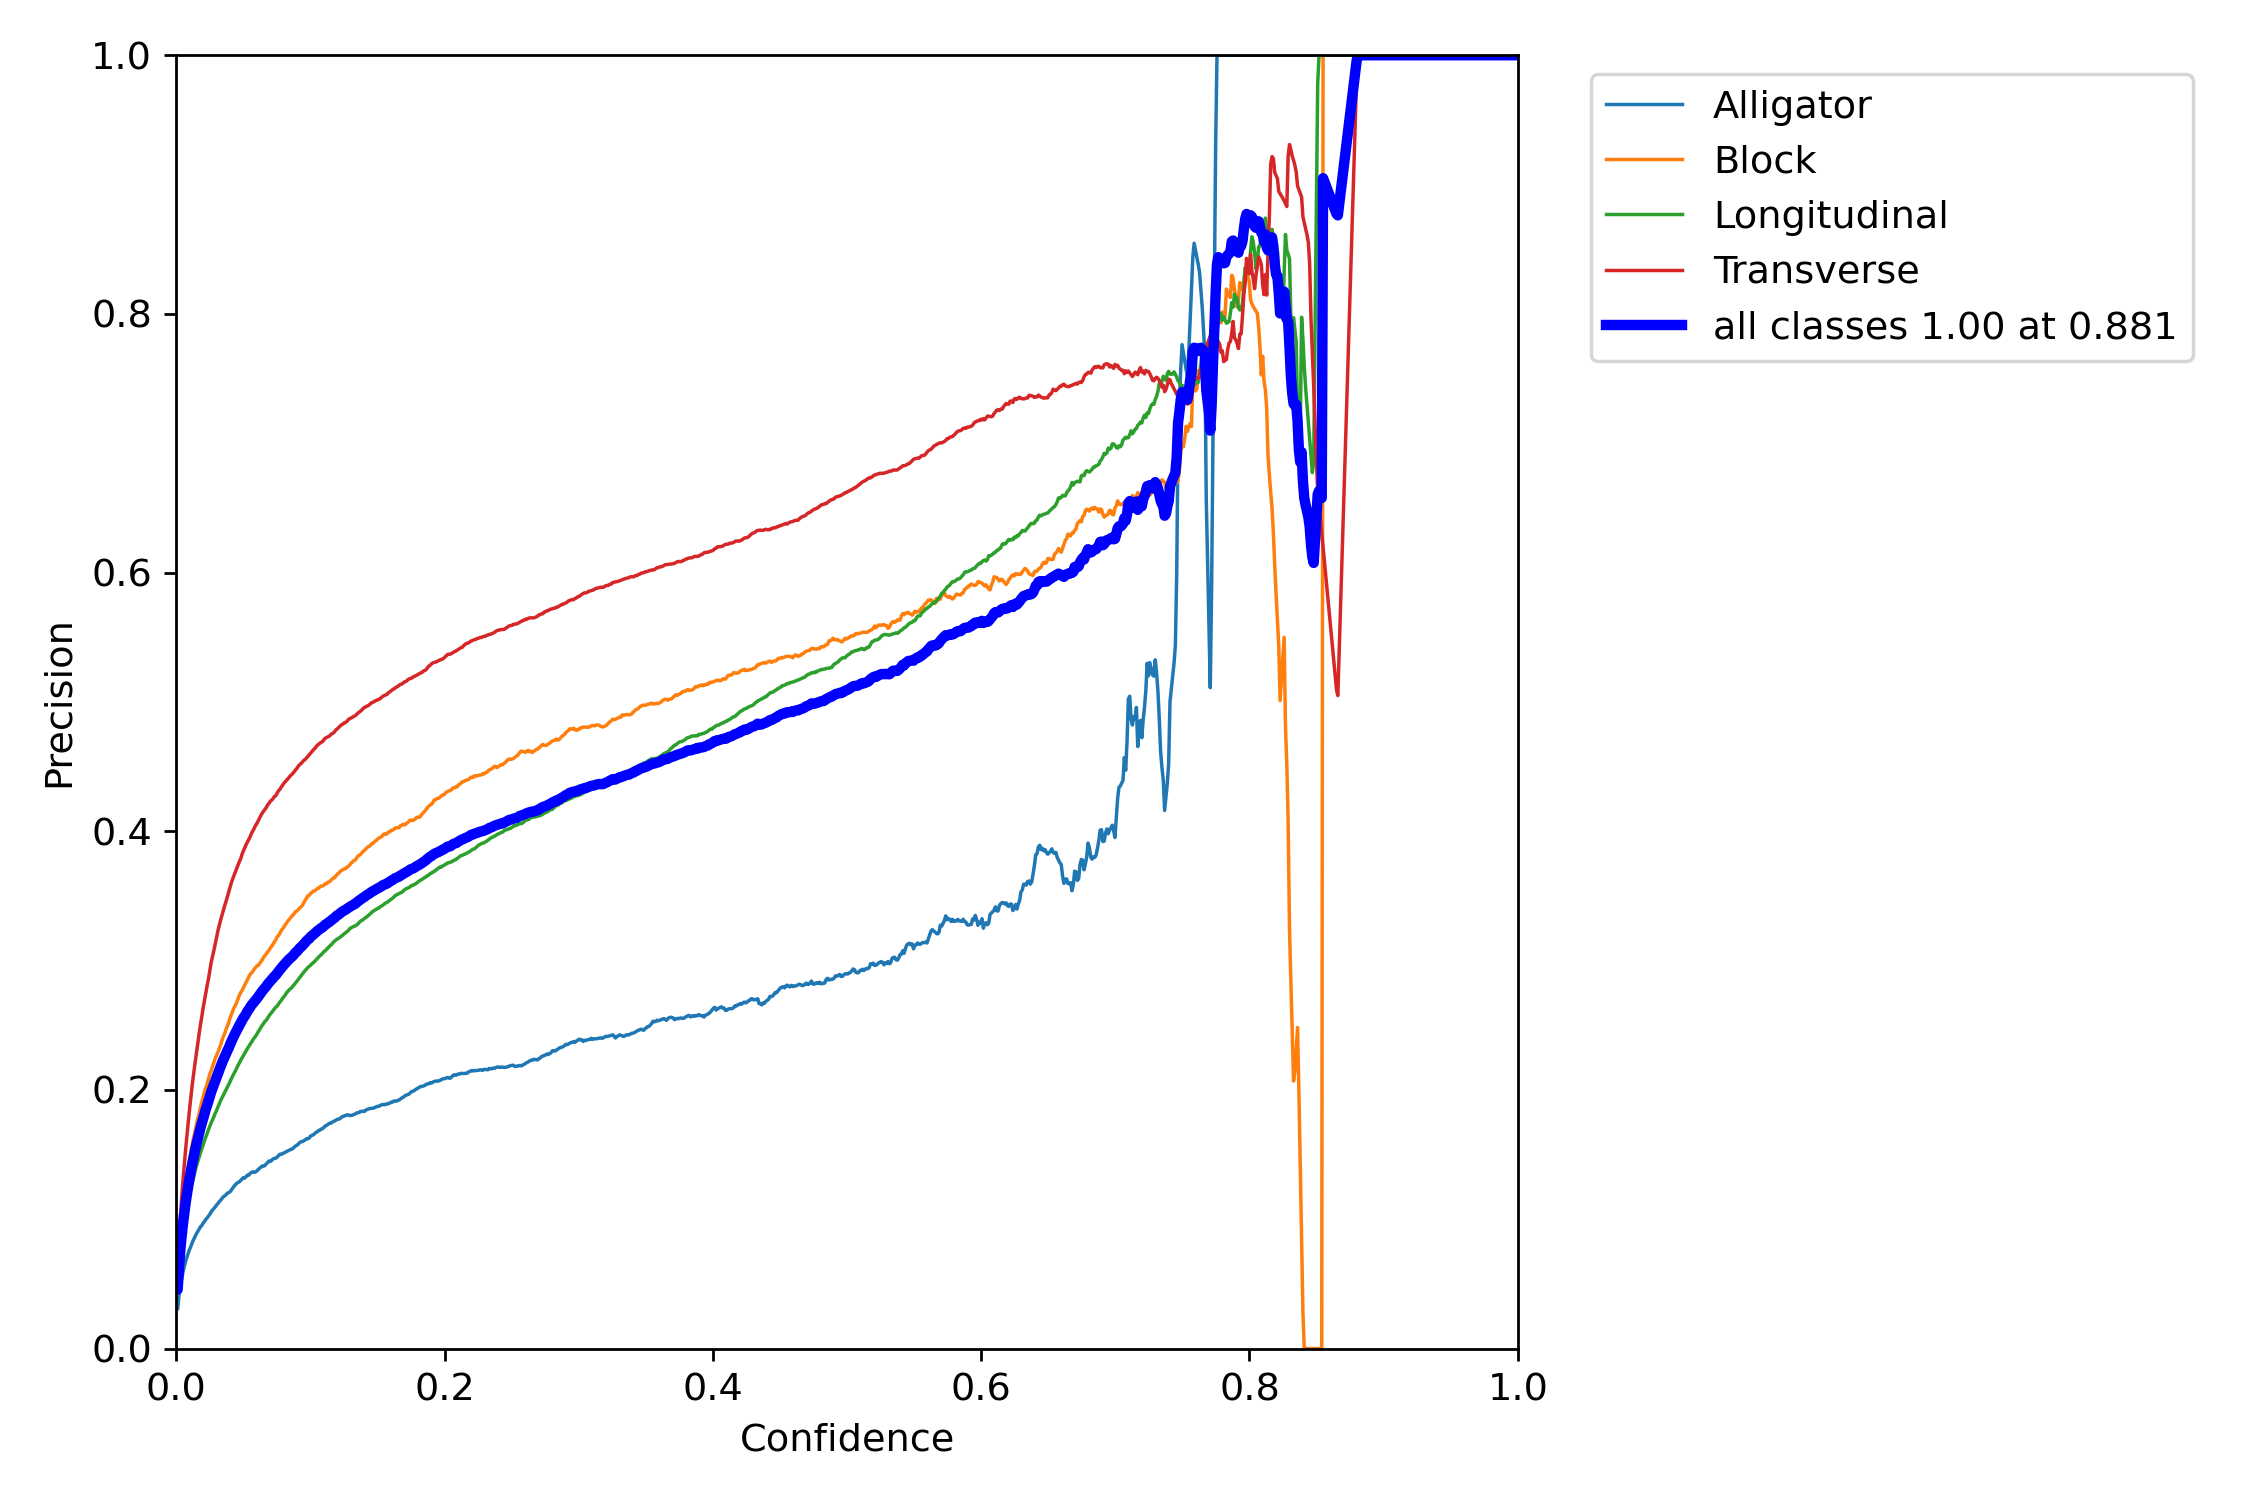 1.0
0.8
0.6
0.4
0.2
0.0
Precision
0.0 0.2 0.4 0.6 0.8 1.0
Confidence
Alligator
Block
Longitudinal
Transverse
all classes 1.00 at 0.881